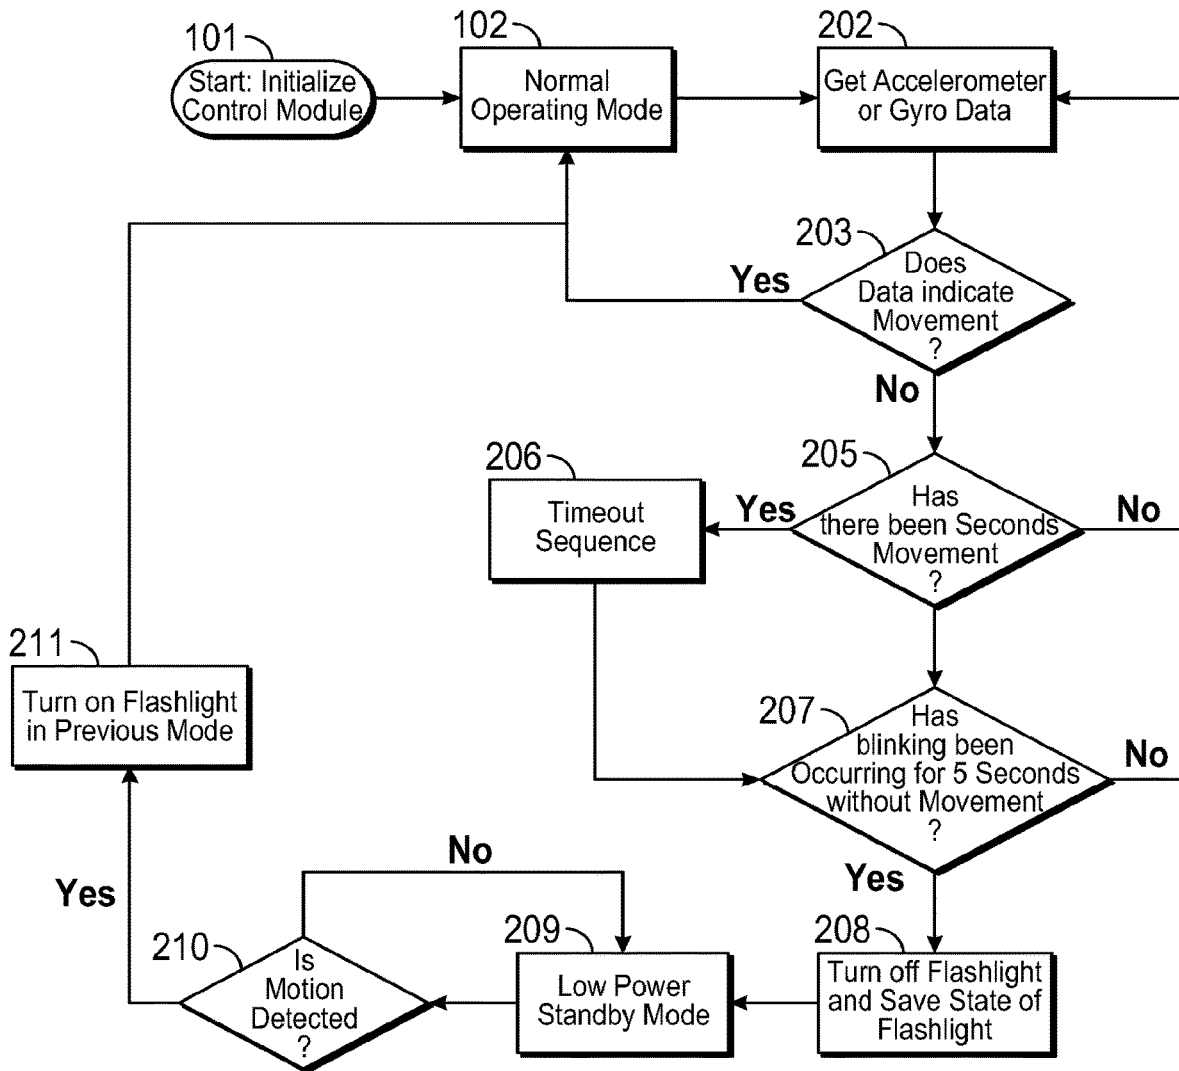 101
Start: Initialize
Control Module
102
Normal
Operating Mode
202
Get Accelerometer
or Gyro Data
203
Does
Data indicate
Movement
?
Yes
No
205
Has
there been Seconds
Movement
?
Yes
No
206
Timeout
Sequence
207
Has
blinking been
Occurring for 5 Seconds
without Movement
?
No
Yes
208
Turn off Flashlight
and Save State of
Flashlight
209
Low Power
Standby Mode
210
Is
Motion
Detected
?
No
Yes
211
Turn on Flashlight
in Previous Mode